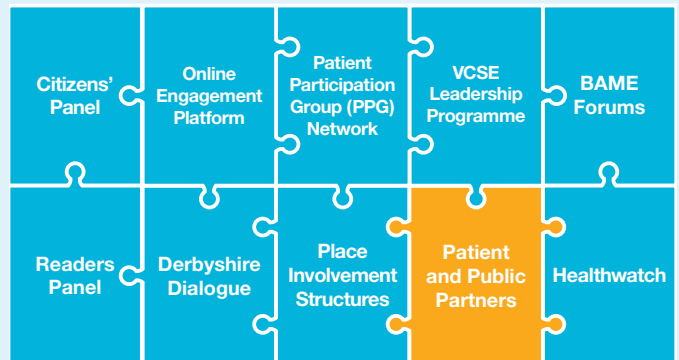 Citizens'
Panel
Online
Engagement
Platform
Patient
Participation
Group (PPG)
Network
VCSE
Leadership
Programme
BAME
Forums
Readers
Panel
Derbyshire
Dialogue
Place
Involvement
Structures
Patient
and Public
Partners
Healthwatch